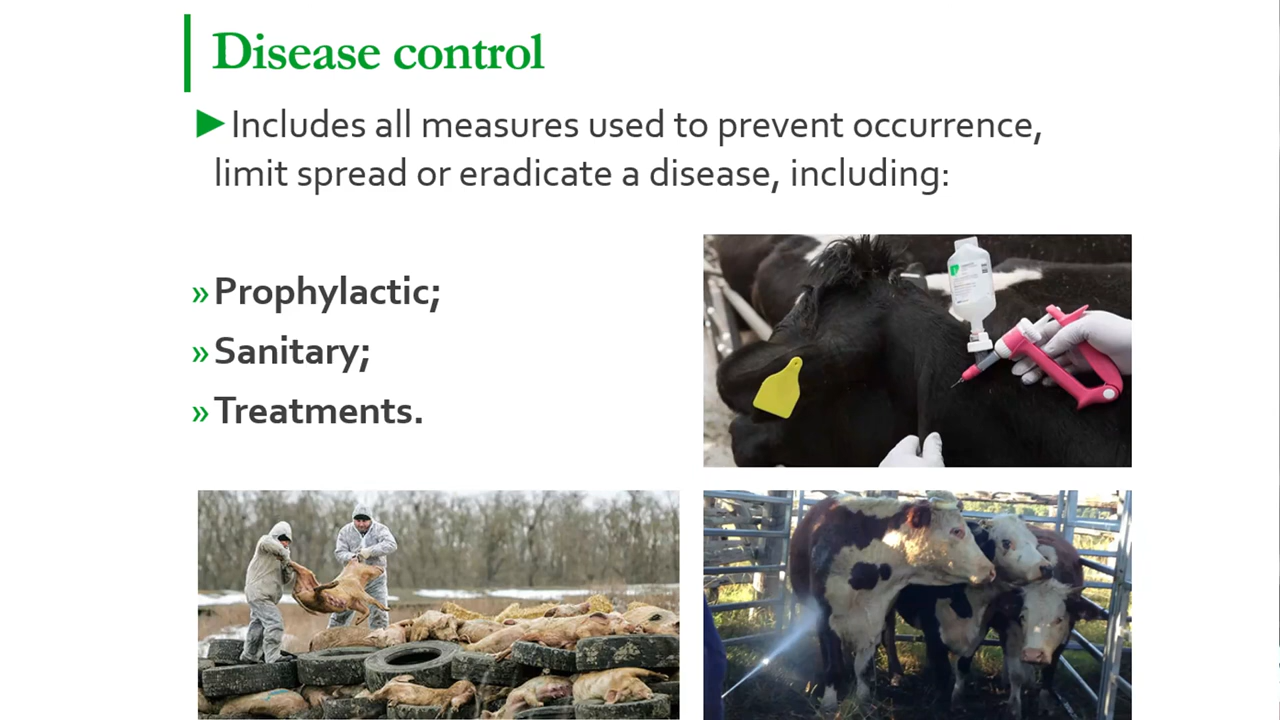 Disease control
►Includes all measures used to prevent occurrence,
limit spread or eradicate a disease, including:
» Prophylactic;
» Sanitary;
» Treatments.